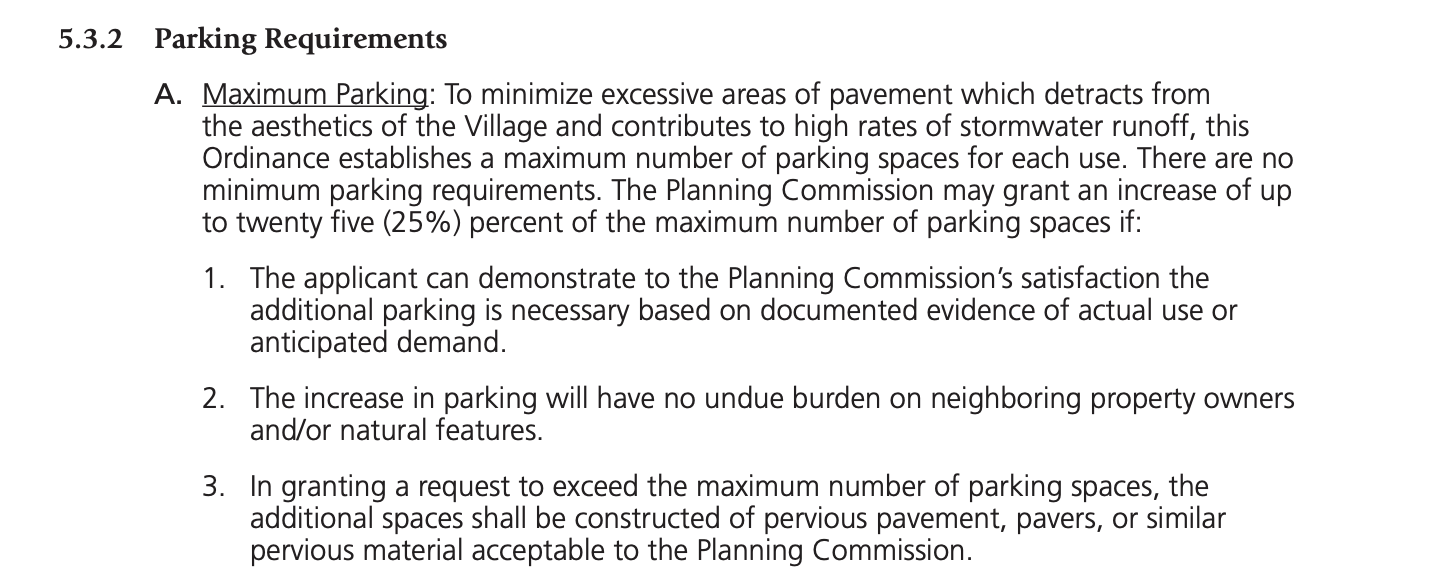 5.3.2 Parking Requirements
A. Maximum Parking: To minimize excessive areas of pavement which detracts from
the aesthetics of the Village and contributes to high rates of stormwater runoff, this
Ordinance establishes a maximum number of parking spaces for each use. There are no
minimum parking requirements. The Planning Commission may grant an increase of up
to twenty five (25%) percent of the maximum number of parking spaces if:
1. The applicant can demonstrate to the Planning Commission’s satisfaction the
additional parking is necessary based on documented evidence of actual use or
anticipated demand.
2. The increase in parking will have no undue burden on neighboring property owners
and/or natural features.
3. In granting a request to exceed the maximum number of parking spaces, the
additional spaces shall be constructed of pervious pavement, pavers, or similar
pervious material acceptable to the Planning Commission.